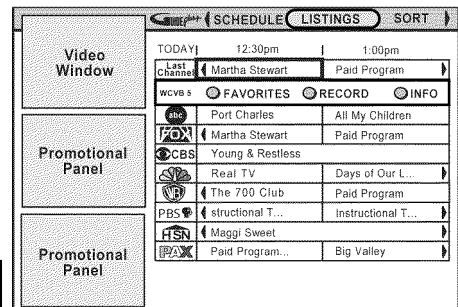 Video
Window
Promotional
Panel
Promotional
Panel
GUIDE plus+ SCHEDULE LISTINGS SORT
TODAY 12:30pm 1:00pm
Last
Channel Martha Stewart Paid Program
WCVB 5 FAVORITES RECORD INFO
abc Port Charles All My Children
FOX Martha Stewart Paid Program
CBS Young & Restless
Real TV Days of Our L...
WB The 700 Club Paid Program
PBS structional T... Instructional T...
HSN Maggi Sweet
PAX Paid Program... Big Valley